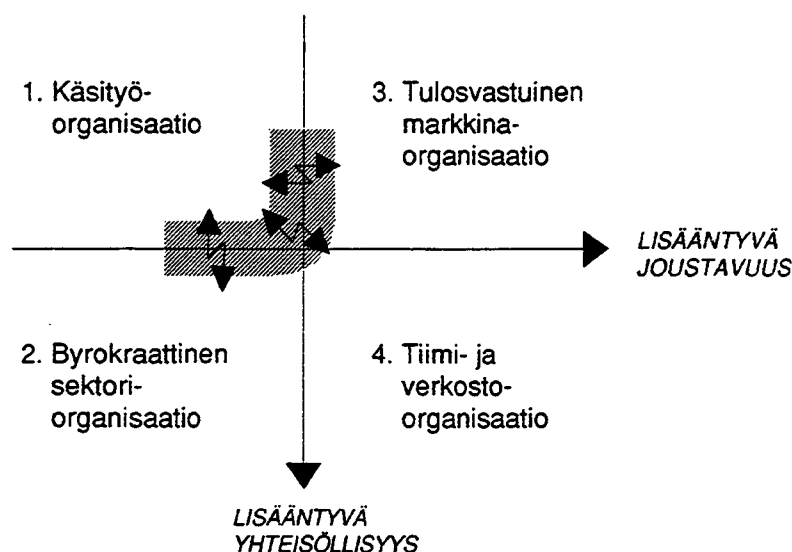 1. Käsityö-
organisaatio
3. Tulosvastuinen
markkina-
organisaatio
LISÄÄNTYVÄ
JOUSTAVUUS
2. Byrokraattinen
sektori-
organisaatio
4. Tiimi- ja
verkosto-
organisaatio
LISÄÄNTYVÄ
YHTEISÖLLISYYS